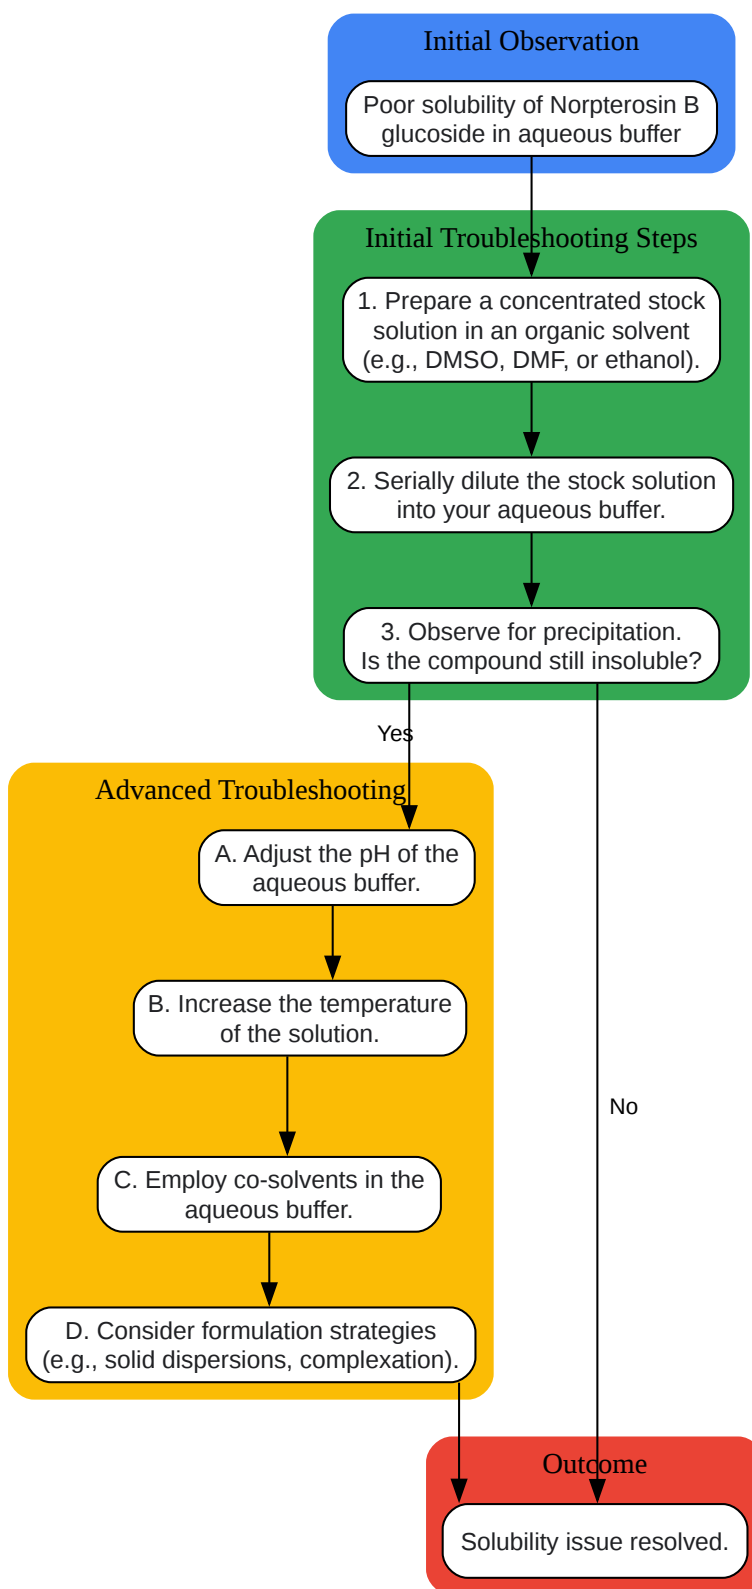 Initial Observation
Poor solubility of Norpterosin B
glucoside in aqueous buffer
Initial Troubleshooting Steps
1. Prepare a concentrated stock
solution in an organic solvent
(e.g., DMSO, DMF, or ethanol).
2. Serially dilute the stock solution
into your aqueous buffer.
3. Observe for precipitation.
Is the compound still insoluble?
Yes
Advanced Troubleshooting
A. Adjust the pH of the
aqueous buffer.
B. Increase the temperature
of the solution.
No
C. Employ co-solvents in the
aqueous buffer.
D. Consider formulation strategies
(e.g., solid dispersions, complexation).
Outcome
Solubility issue resolved.